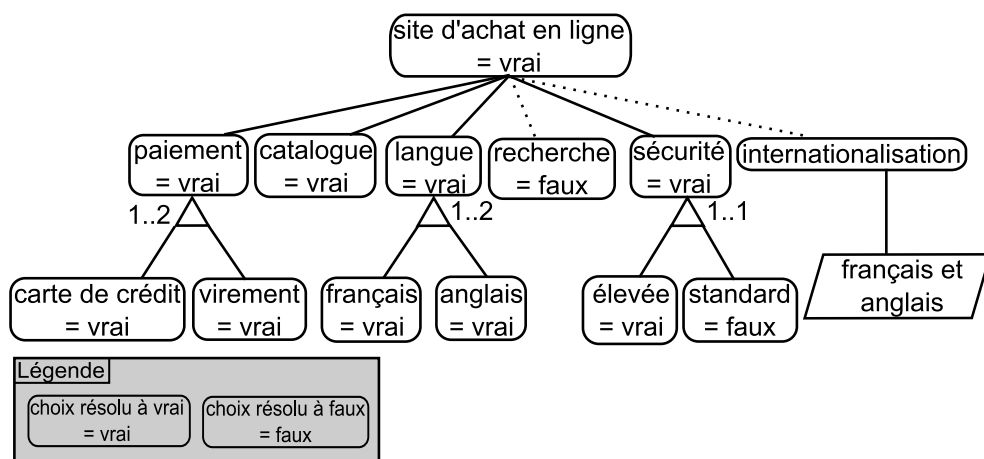 site d'achat en ligne
= vrai
paiement
= vrai
catalogue
= vrai
langue
= vrai
recherche
= faux
sécurité
= vrai
internationalisation
1..2
1..2
1..1
carte de crédit
= vrai
virement
= vrai
français
= vrai
anglais
= vrai
élevée
= vrai
standard
= faux
français et
anglais
Légende
choix résolu à vrai
= vrai
choix résolu à faux
= faux